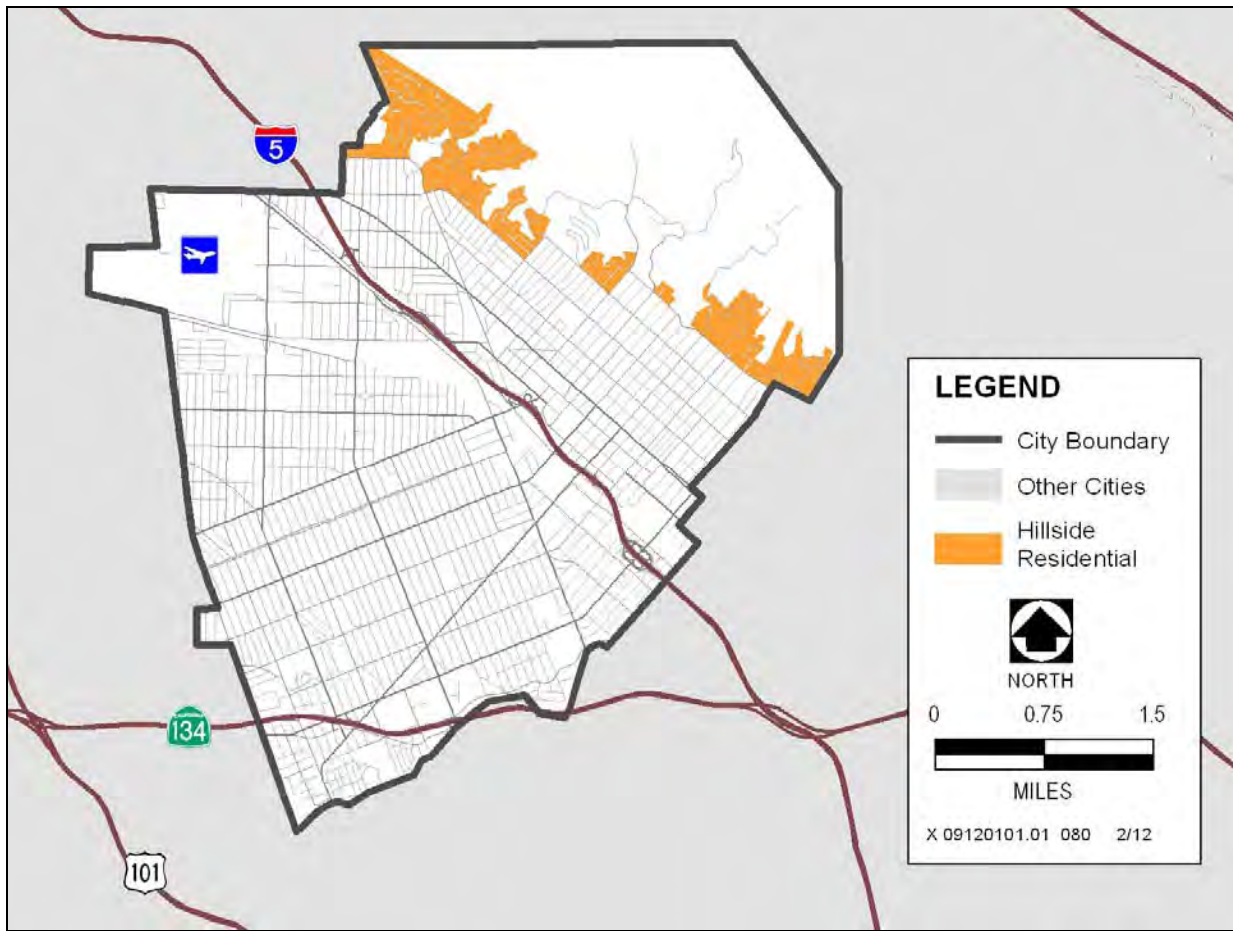 5
134
101
LEGEND
City Boundary
Other Cities
Hillside
Residential
NORTH
0 0.75 1.5
MILES
X 09120101.01 080 2/12